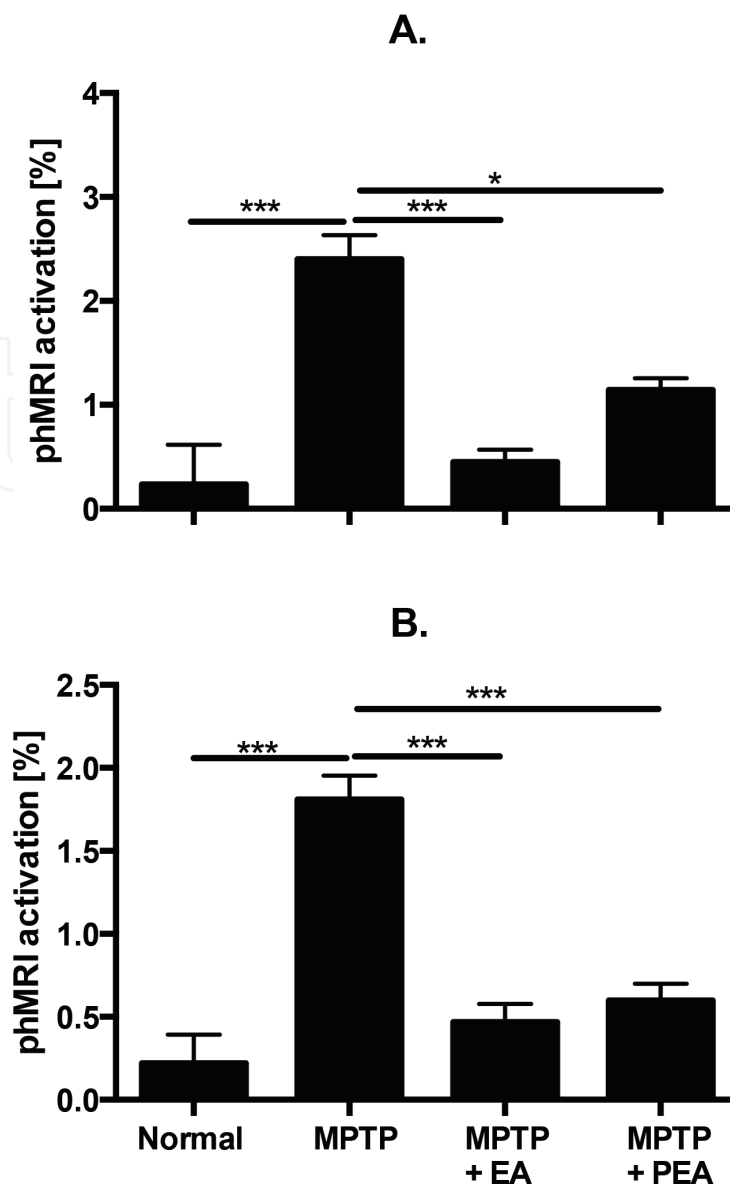 A.
phMRI activation [%]
4
3
2
1
0
***
***
*
B.
phMRI activation [%]
2.5
2.0
1.5
1.0
0.5
0.0
***
***
***
Normal
MPTP
MPTP
+ EA
MPTP
+ PEA